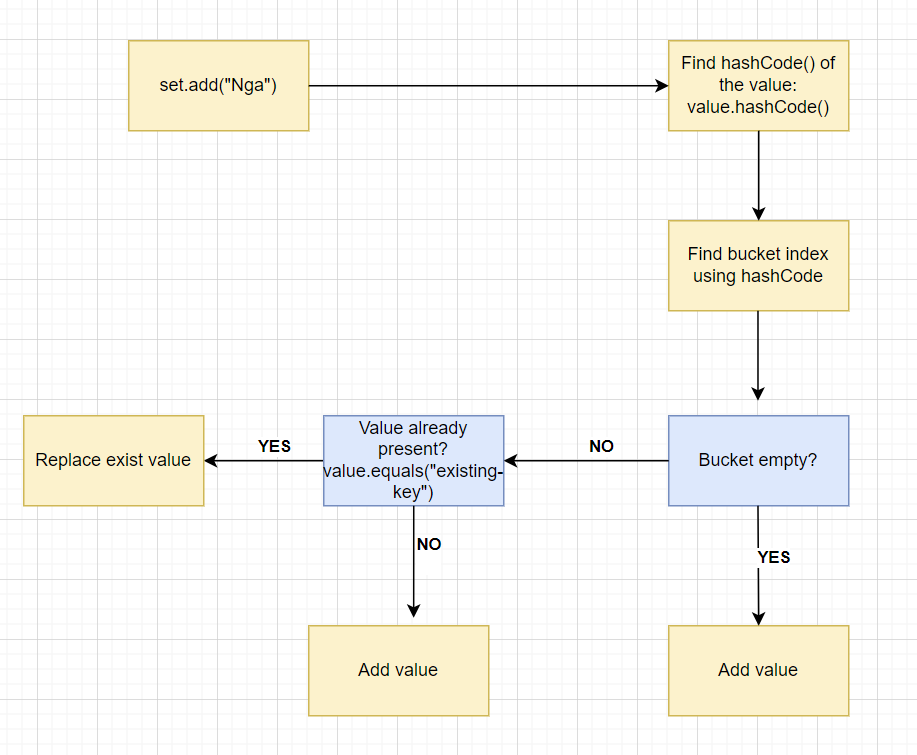 set.add("Nga")
Find hashCode() of
the value:
value.hashCode()
Find bucket index
using hashCode
Replace exist value
YES
Value already
present?
value.equals("existing-
key")
NO
Bucket empty?
NO
YES
Add value
Add value